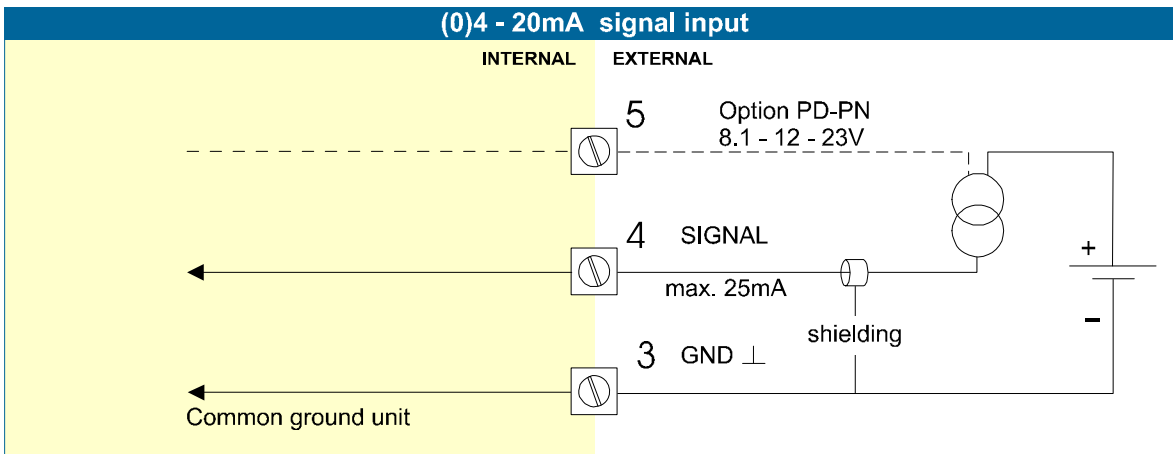 (0)4 - 20mA signal input
INTERNAL EXTERNAL
5 Option PD-PN
8.1 - 12 - 23V
4 SIGNAL
max. 25mA
+
-
shielding
3 GND ⊥
Common ground unit